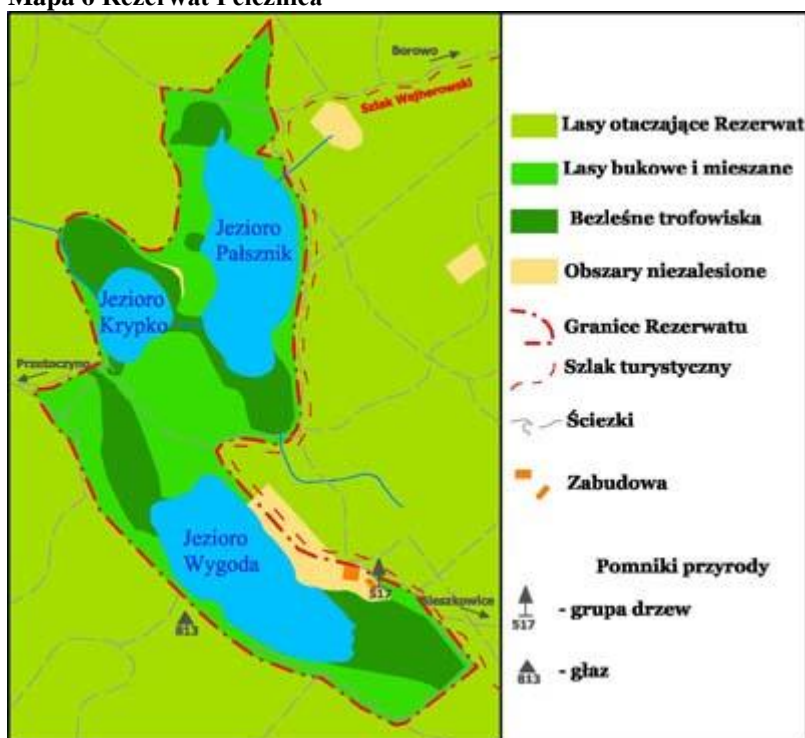 Mapa 6 Rezerwat Pełcznica
Borowo
Szlak Wejherowski
Jezioro
Pałsznik
Jezioro
Krypko
Przetoczyno
Jezioro
Wygoda
517
Bieszkowice
813
Lasy otaczające Rezerwat
Lasy bukowe i mieszane
Bezleśne trofowiska
Obszary niezalesione
Granice Rezerwatu
Szlak turystyczny
Ściezki
Zabudowa
Pomniki przyrody
517 - grupa drzew
813 - głaz